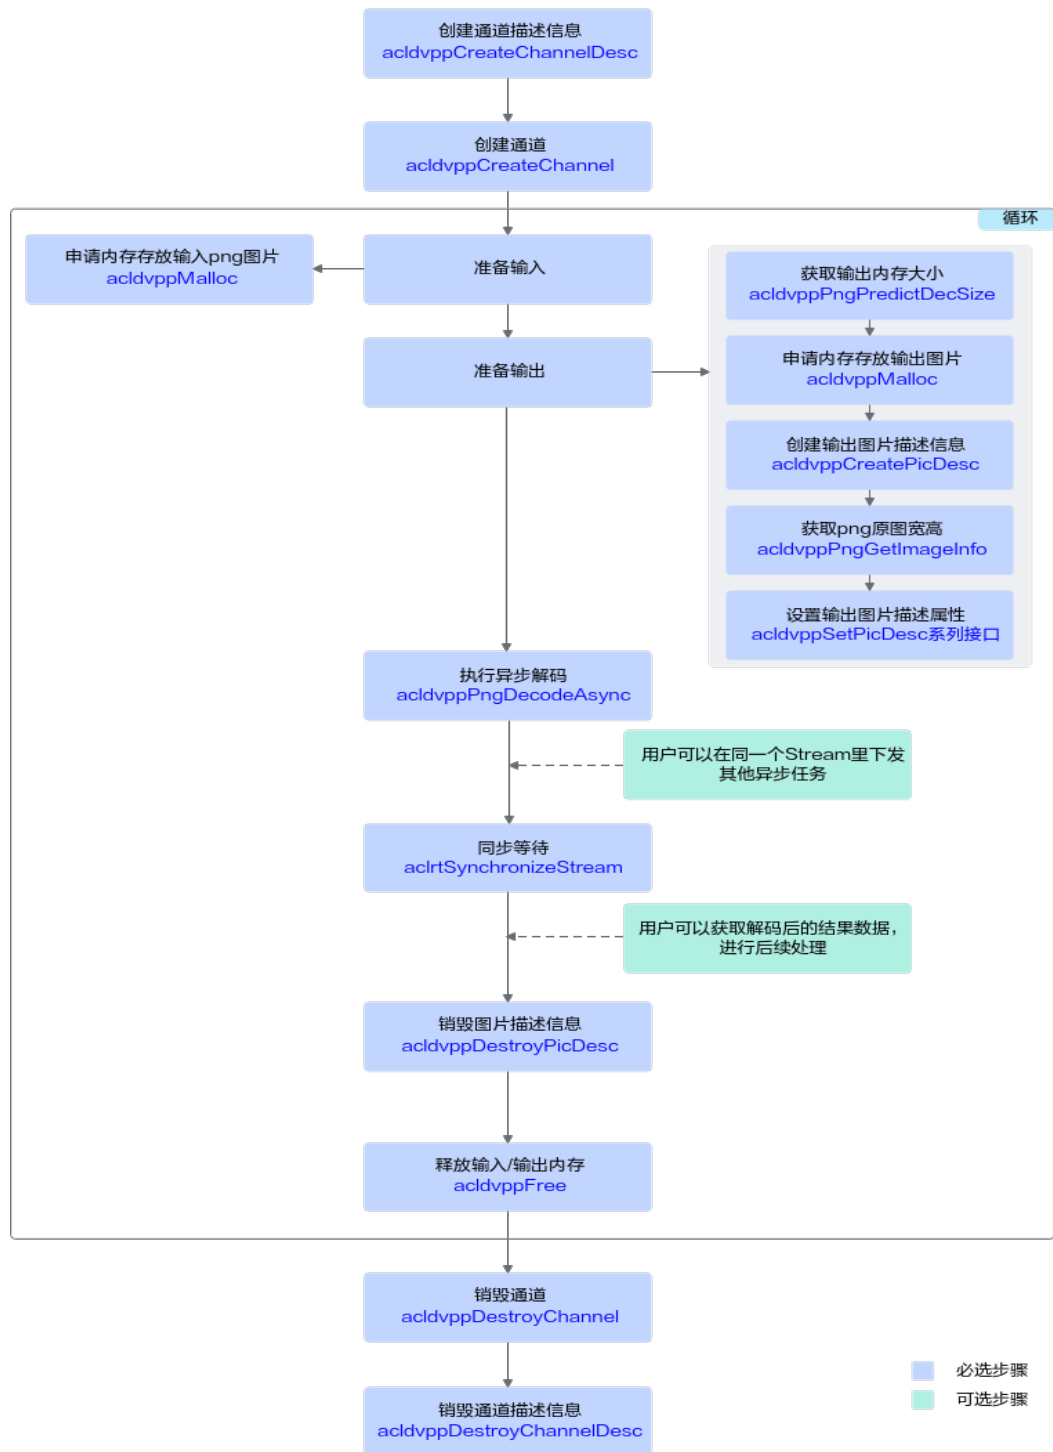 创建通道描述信息
acldvppCreateChannelDesc
创建通道
acldvppCreateChannel
循环
准备输入
申请内存存放输入png图片
acldvppMalloc
准备输出
获取输出内存大小
acldvppPngPredictDecSize
申请内存存放输出图片
acldvppMalloc
创建输出图片描述信息
acldvppCreatePicDesc
获取png原图宽高
acldvppPngGetImageInfo
设置输出图片描述属性
acldvppSetPicDesc系列接口
执行异步解码
acldvppPngDecodeAsync
用户可以在同一个Stream里下发
其他异步任务
同步等待
aclrtSynchronizeStream
用户可以获取解码后的结果数据，
进行后续处理
销毁图片描述信息
acldvppDestroyPicDesc
释放输入/输出内存
acldvppFree
销毁通道
acldvppDestroyChannel
销毁通道描述信息
acldvppDestroyChannelDesc
必选步骤
可选步骤